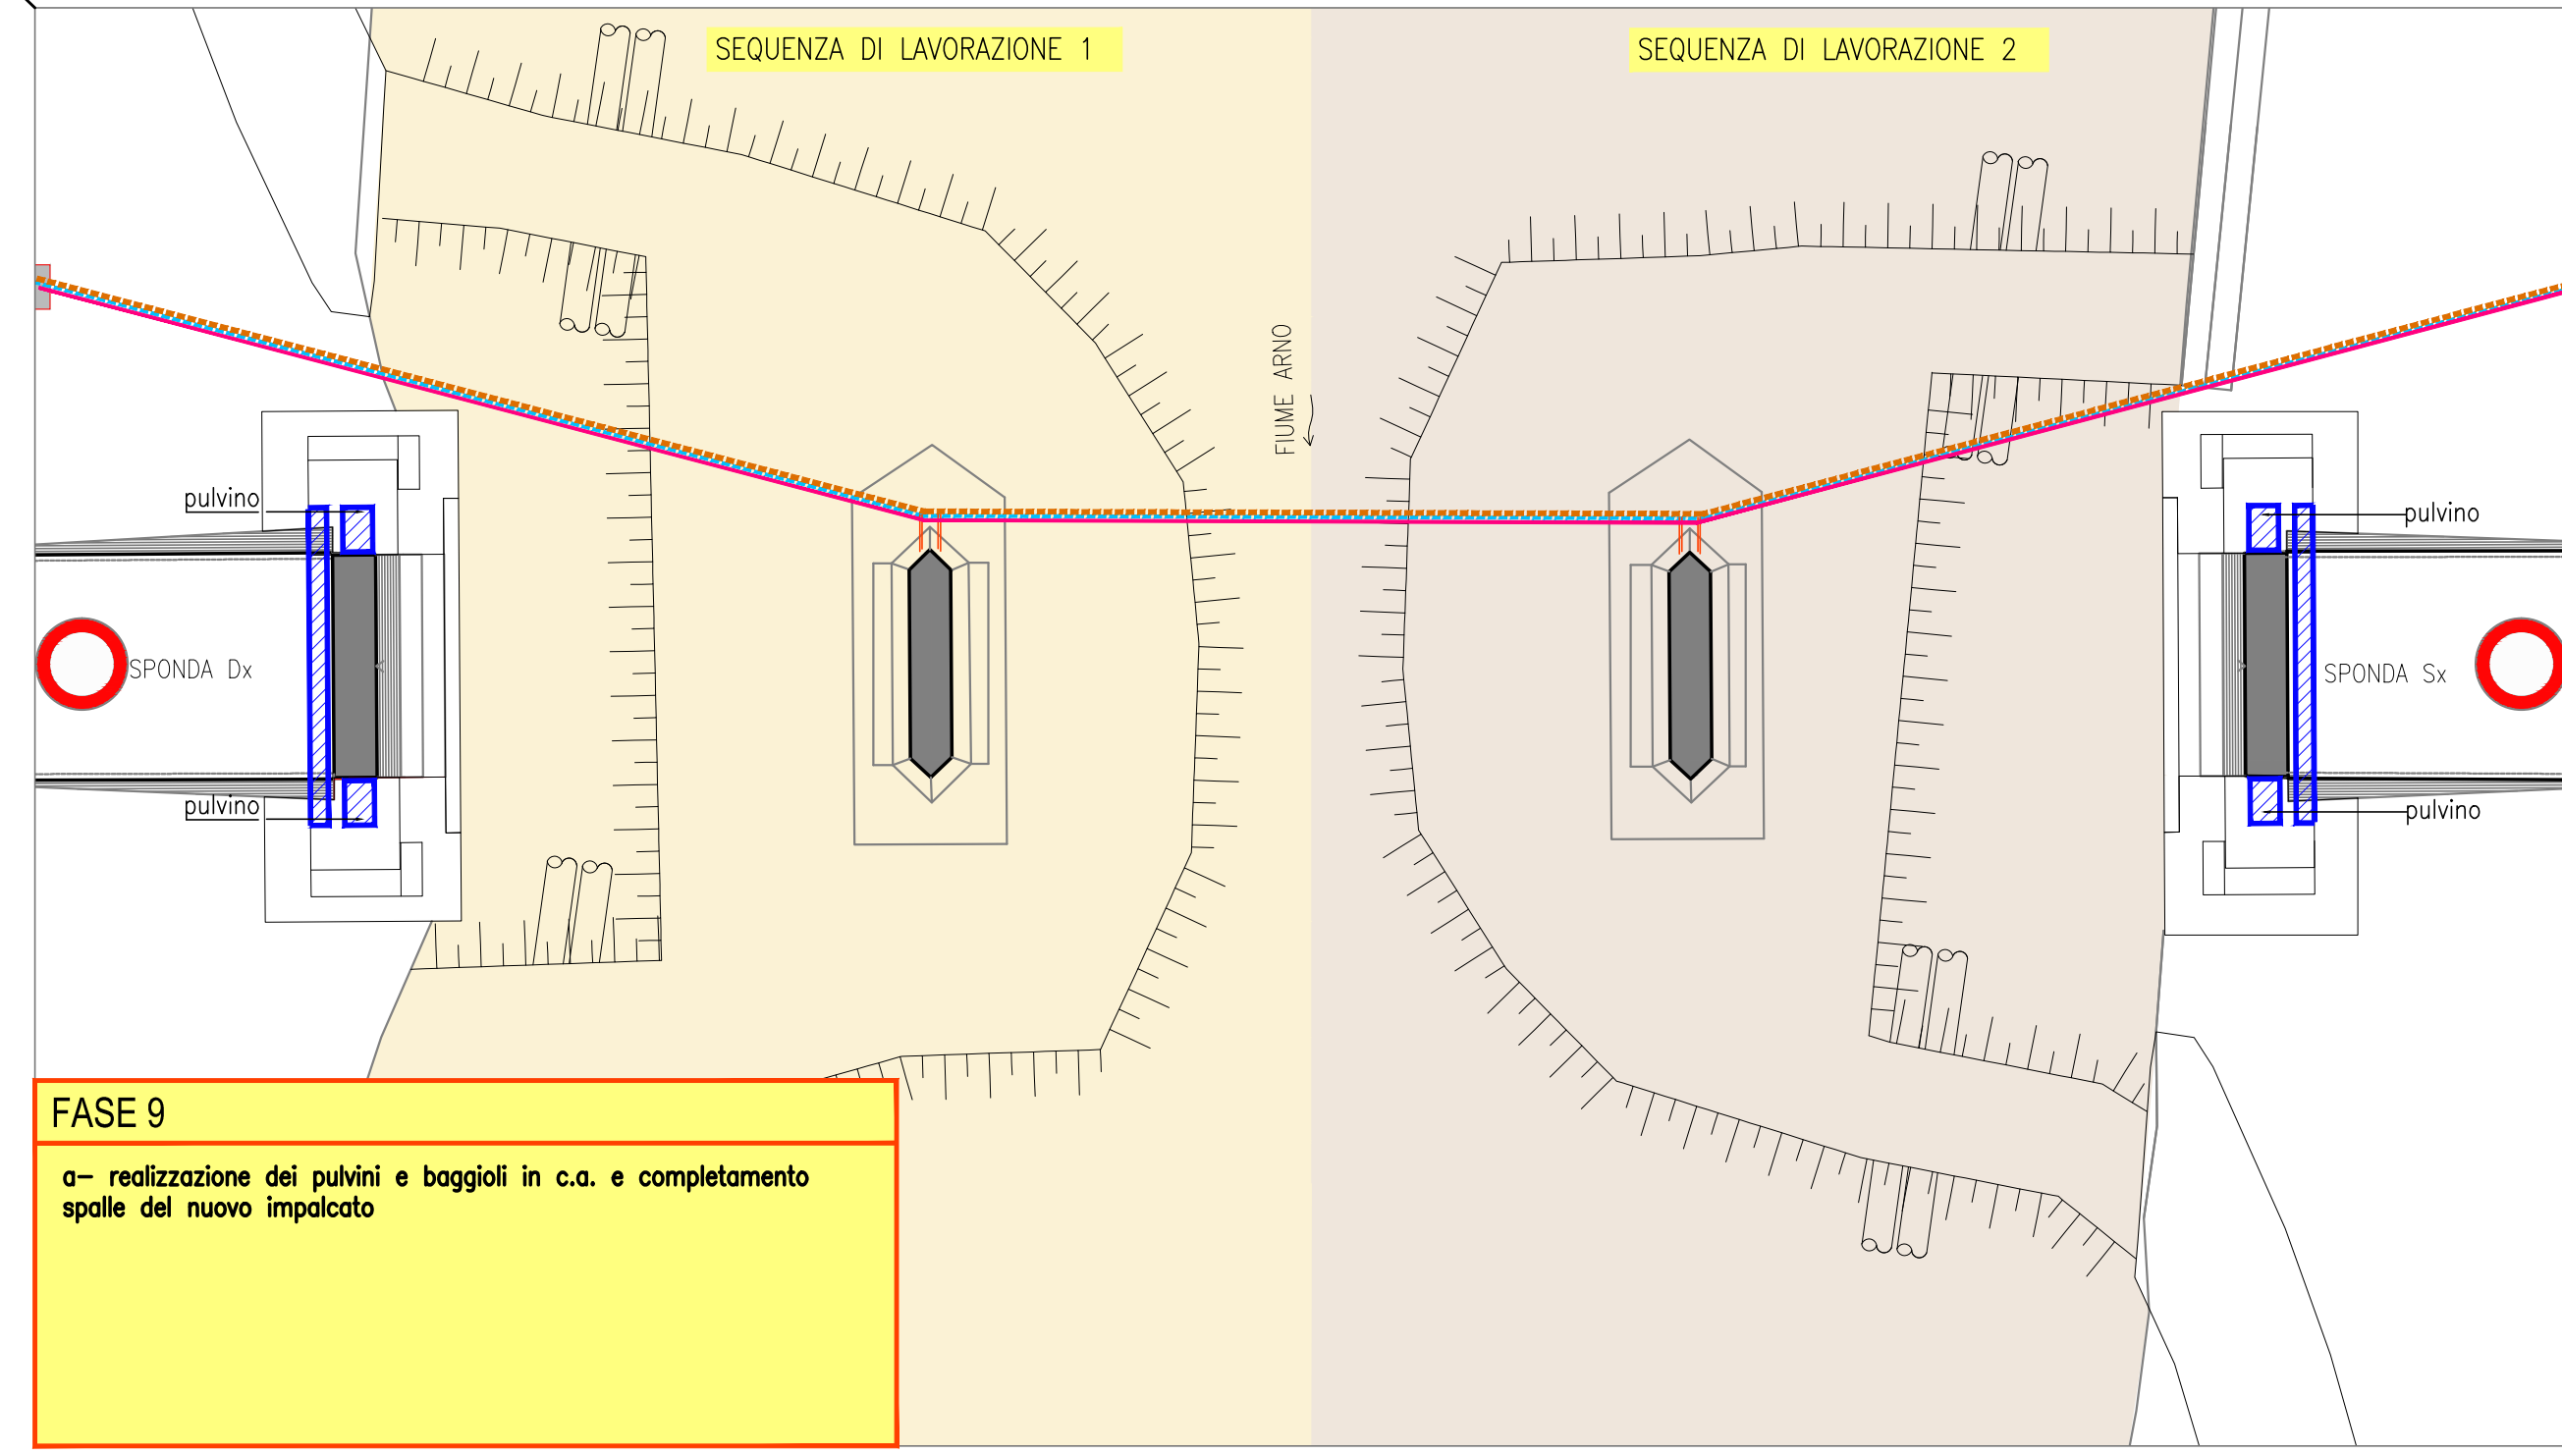 SEQUENZA DI LAVORAZIONE 1
SEQUENZA DI LAVORAZIONE 2
FIUME ARNO
pulvino
pulvino
SPONDA Dx
SPONDA Sx
pulvino
pulvino
FASE 9
a- realizzazione dei pulvini e baggioli in c.a. e completamento
spalle del nuovo impalcato